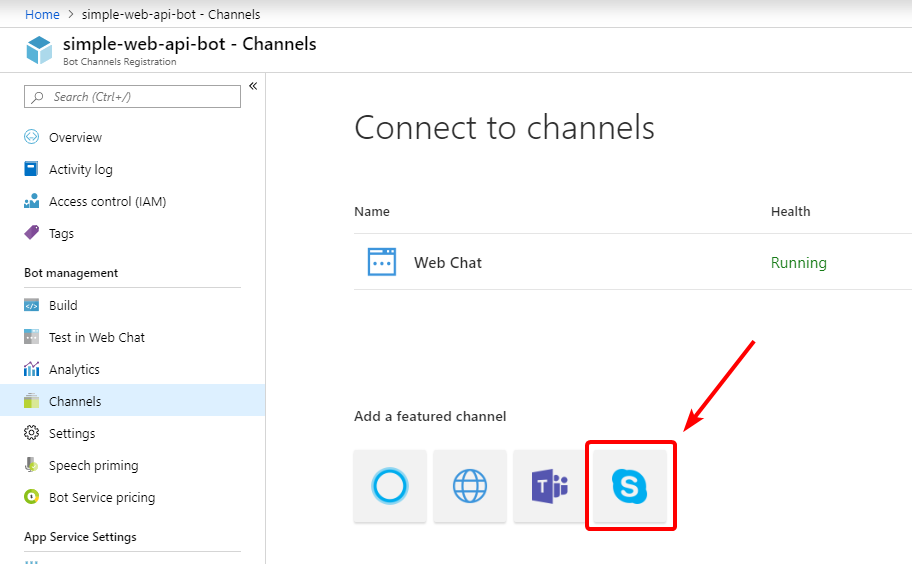 Home > simple-web-api-bot - Channels
simple-web-api-bot - Channels
Bot Channels Registration
Search (Ctrl+/)
«
Overview
Activity log
Access control (IAM)
Tags
Bot management
Build
Test in Web Chat
Analytics
Channels
Settings
Speech priming
Bot Service pricing
App Service Settings
Connect to channels
Name Health
Web Chat Running
Add a featured channel
T S